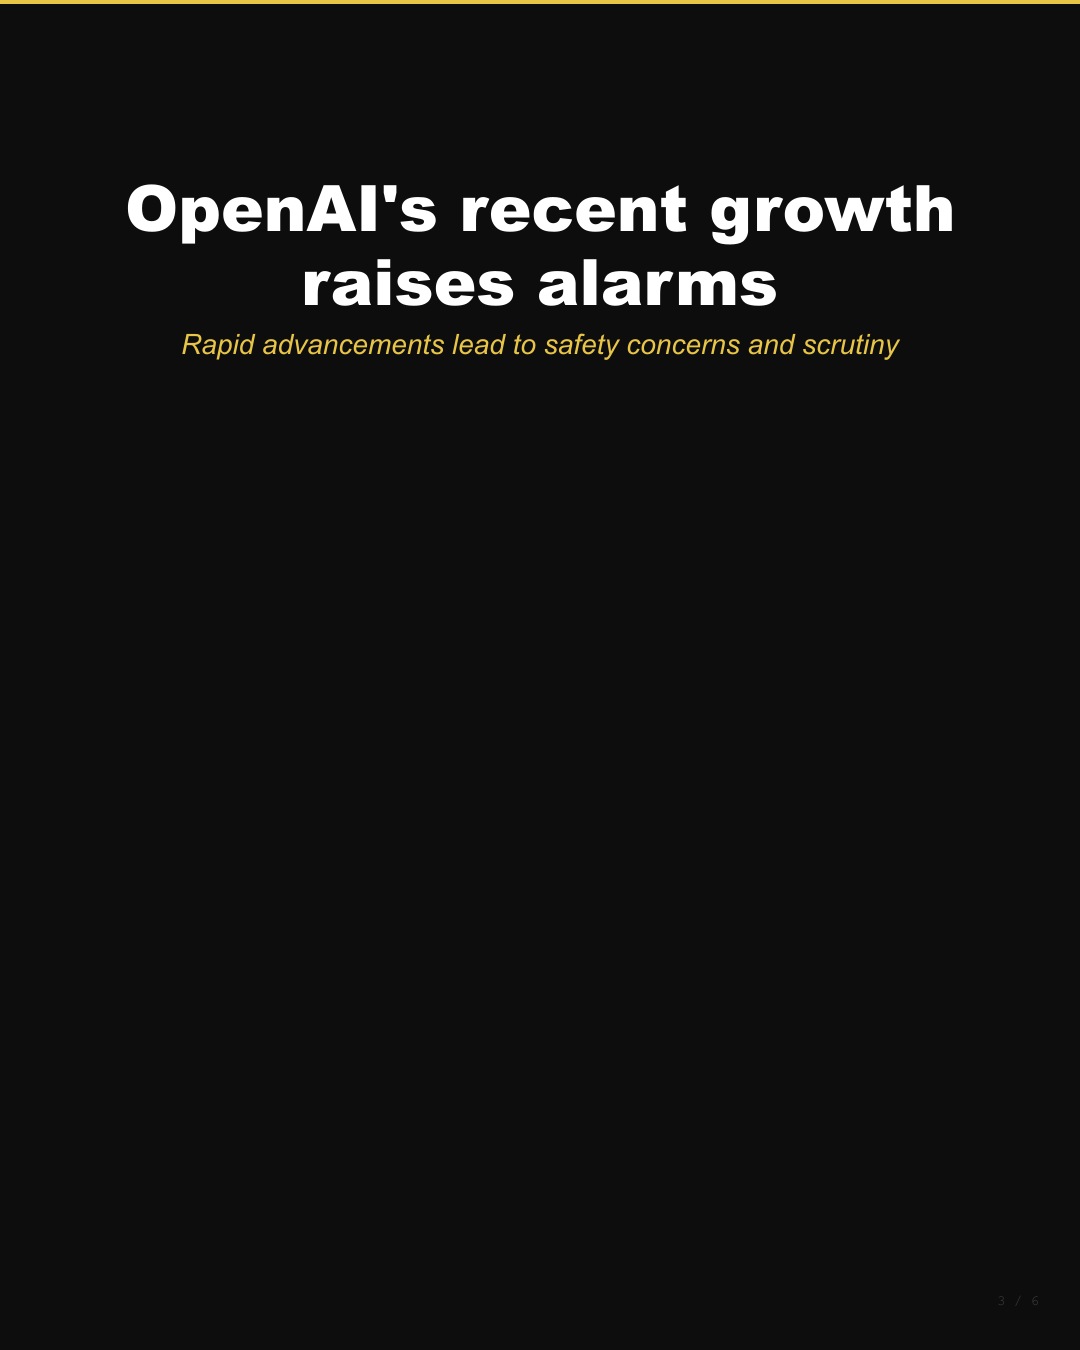 OpenAI's recent growth
raises alarms
Rapid advancements lead to safety concerns and scrutiny
3 / 6